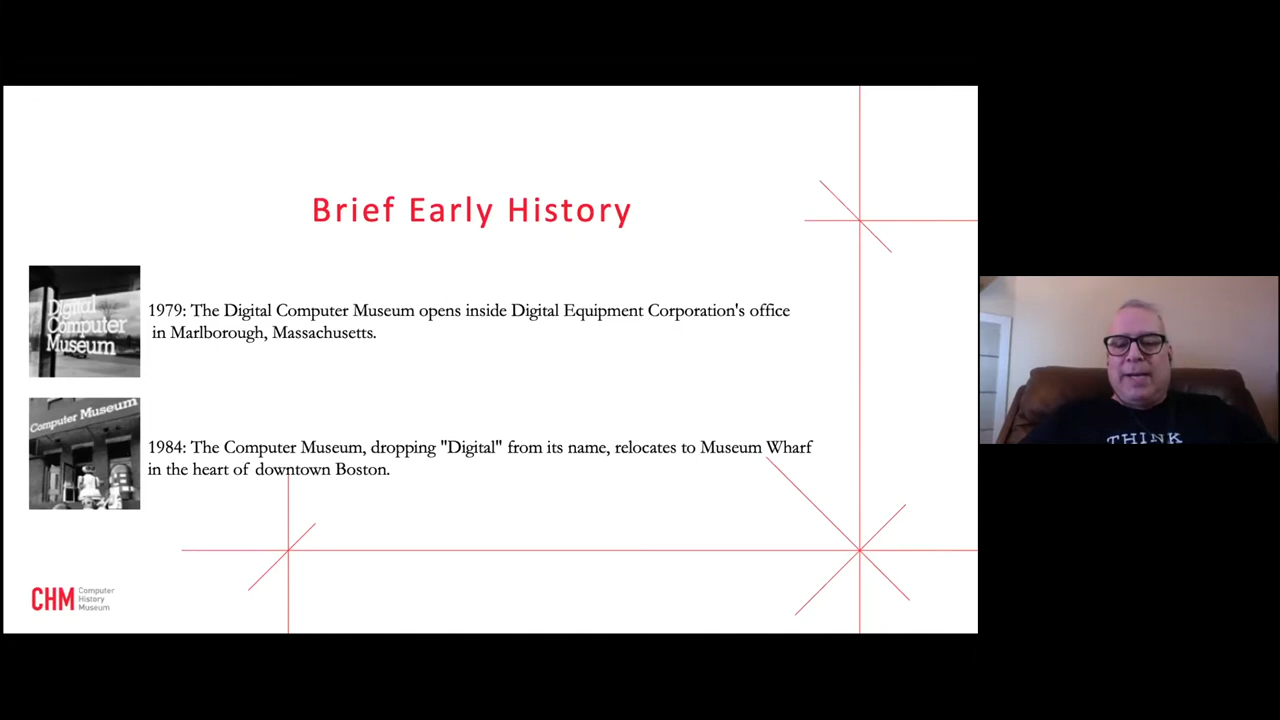 Brief Early History
Digital
Computer
Museum
1979: The Digital Computer Museum opens inside Digital Equipment Corporation's office
in Marlborough, Massachusetts.
Computer Museum
1984: The Computer Museum, dropping "Digital" from its name, relocates to Museum Wharf
in the heart of downtown Boston.
CHM Computer
History
Museum
THINK